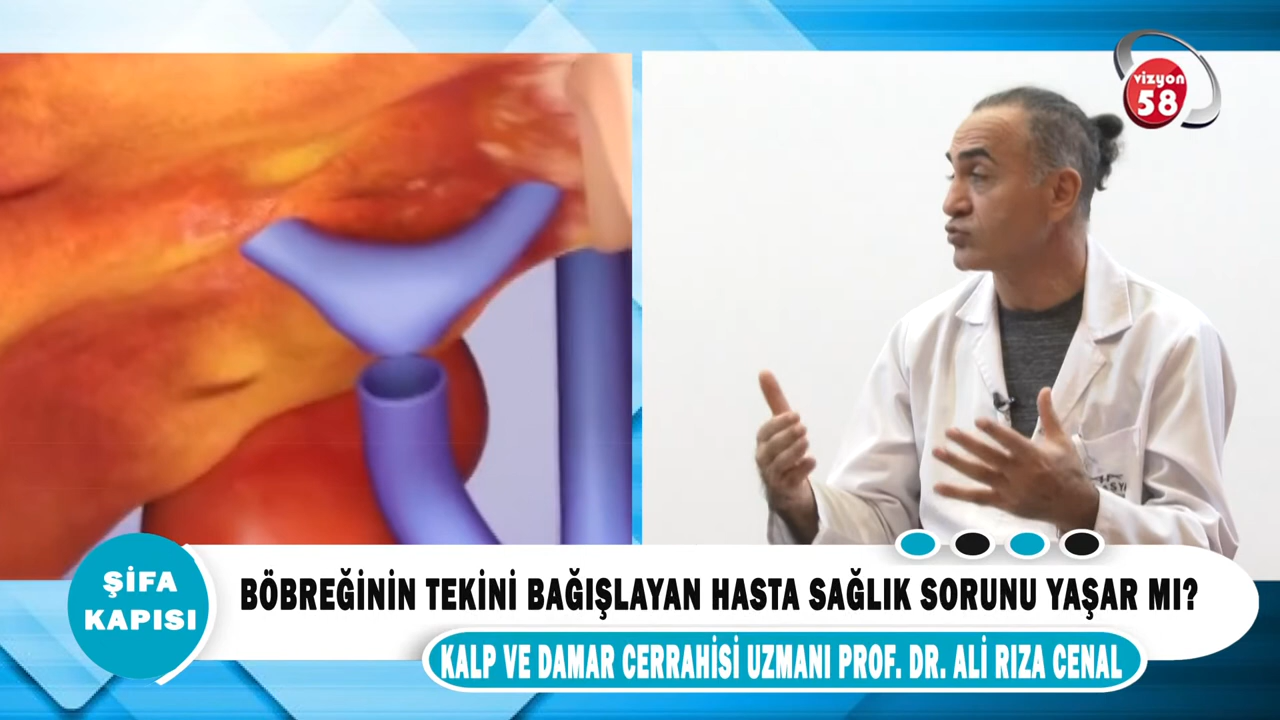 vizyon
58
ŞİFA
KAPISI
BÖBREĞİNİN TEKİNİ BAĞIŞLAYAN HASTA SAĞLIK SORUNU YAŞAR MI?
KALP VE DAMAR CERRAHİSİ UZMANI PROF. DR. ALİ RIZA CENAL